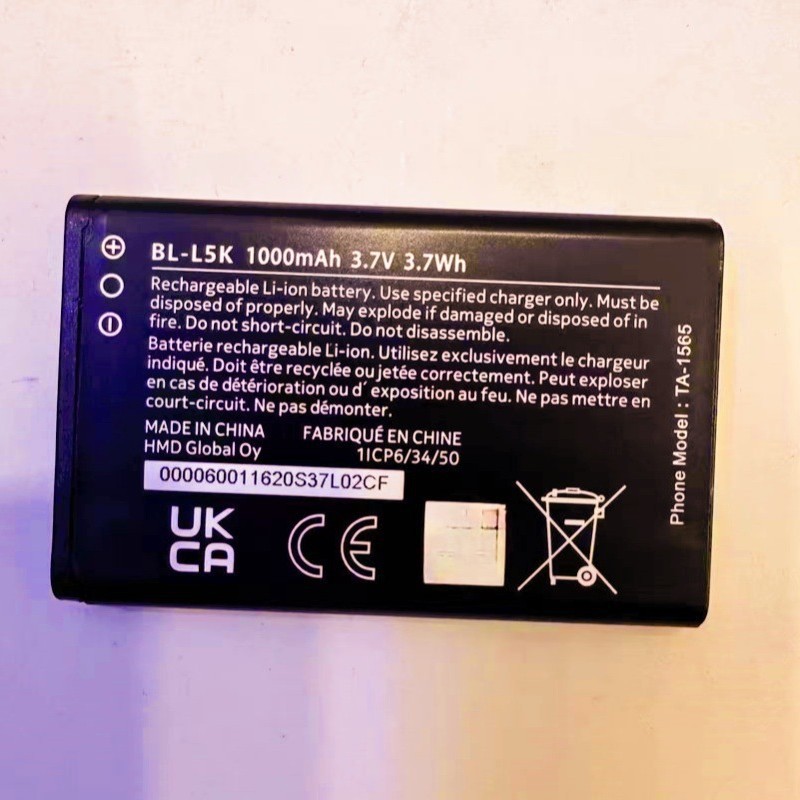 BL-L5K 1000mAh 3.7V 3.7Wh
Rechargeable Li-ion battery. Use specified charger only. Must be
disposed of properly. May explode if damaged or disposed of in
fire. Do not short-circuit. Do not disassemble.
Batterie rechargeable Li-ion. Utilisez exclusivement le chargeur
indiqué. Doit être recyclée ou jetée correctement. Peut exploser
en cas de détérioration ou d´exposition au feu. Ne pas mettre en
court-circuit. Ne pas démonter.
MADE IN CHINA FABRIQUÉ EN CHINE
HMD Global Oy 1ICP6/34/50
000060011620S37L02CF
UK
CA
CE
Phone Model : TA-1565